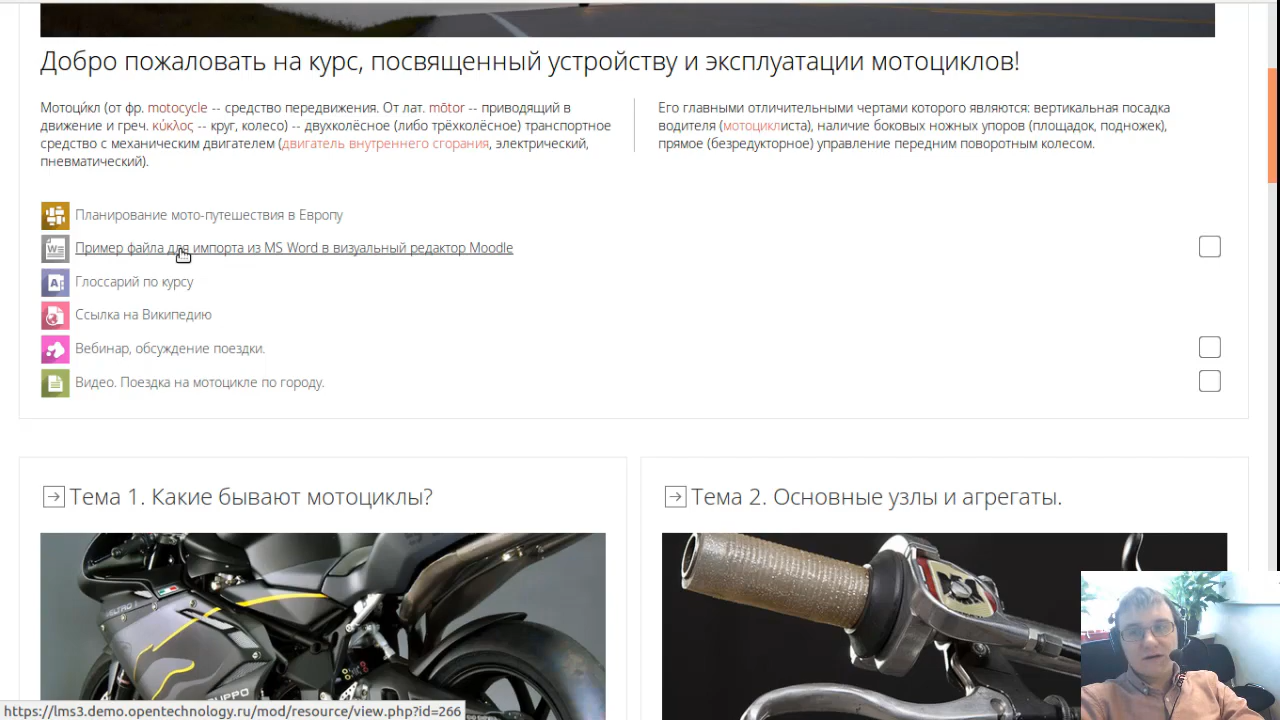 Добро пожаловать на курс, посвященный устройству и эксплуатации мотоциклов!
Мотоци́кл (от фр. motocycle -- средство передвижения. От лат. mōtor -- приводящий в
движение и греч. κύκλος -- круг, колесо) -- двухколёсное (либо трёхколёсное) транспортное
средство с механическим двигателем (двигатель внутреннего сгорания, электрический,
пневматический).
Его главными отличительными чертами которого являются: вертикальная посадка
водителя (мотоциклиста), наличие боковых ножных упоров (площадок, подножек),
прямое (безредукторное) управление передним поворотным колесом.
Планирование мото-путешествия в Европу
Пример файла для импорта из MS Word в визуальный редактор Moodle
Глоссарий по курсу
Ссылка на Википедию
Вебинар, обсуждение поездки.
Видео. Поездка на мотоцикле по городу.
Тема 1. Какие бывают мотоциклы?
Тема 2. Основные узлы и агрегаты.
https://lms3.demo.opentechnology.ru/mod/resource/view.php?id=266